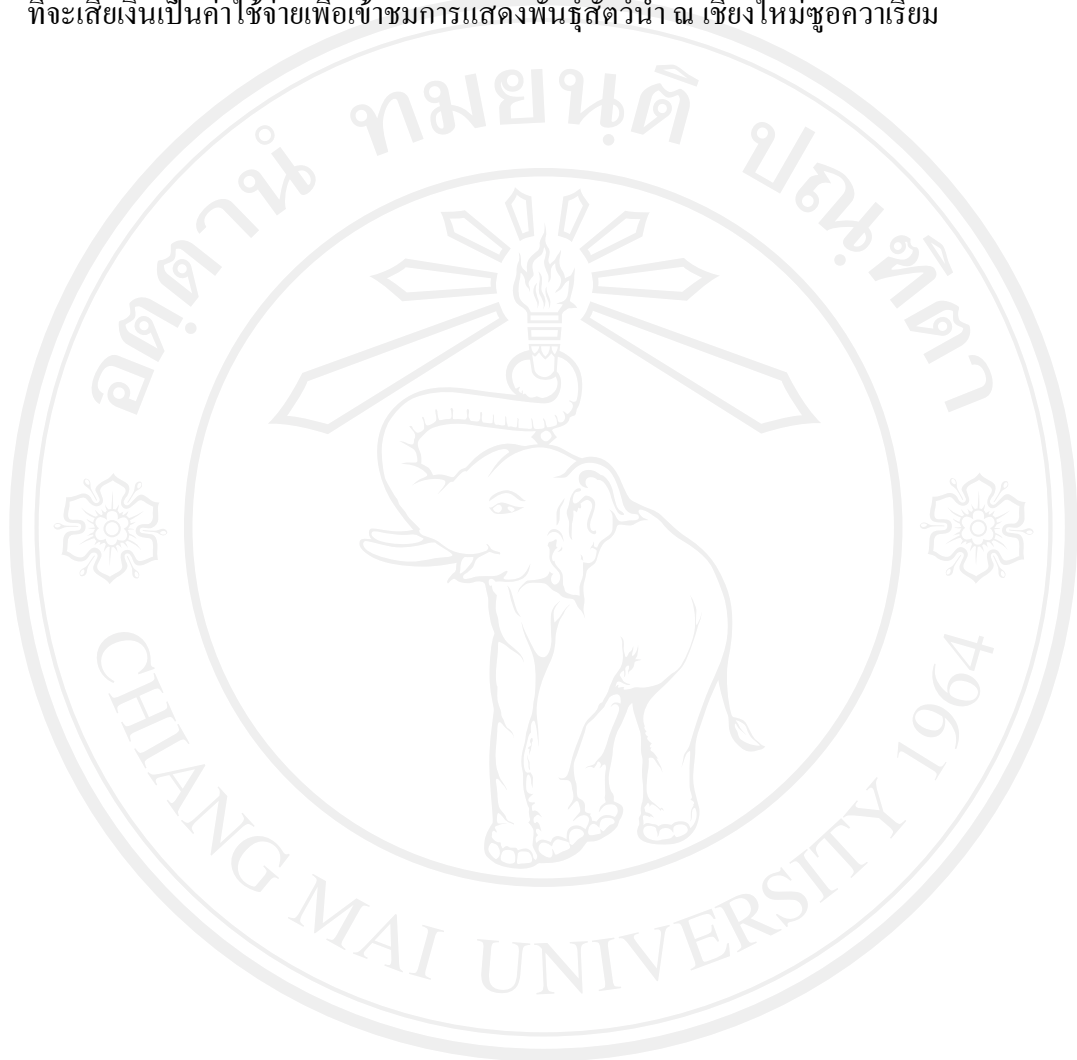 ที่จะเสียเงินเป็นค่าใช้จ่ายเพื่อเข้าชมการแสดงพันธุ์สัตว์น้ำ ณ เชียงใหม่ซูอควาเรียม
อตฺตานํ ทมยนฺติ ปณฺฑิตา
CHIANG MAI UNIVERSITY 1964